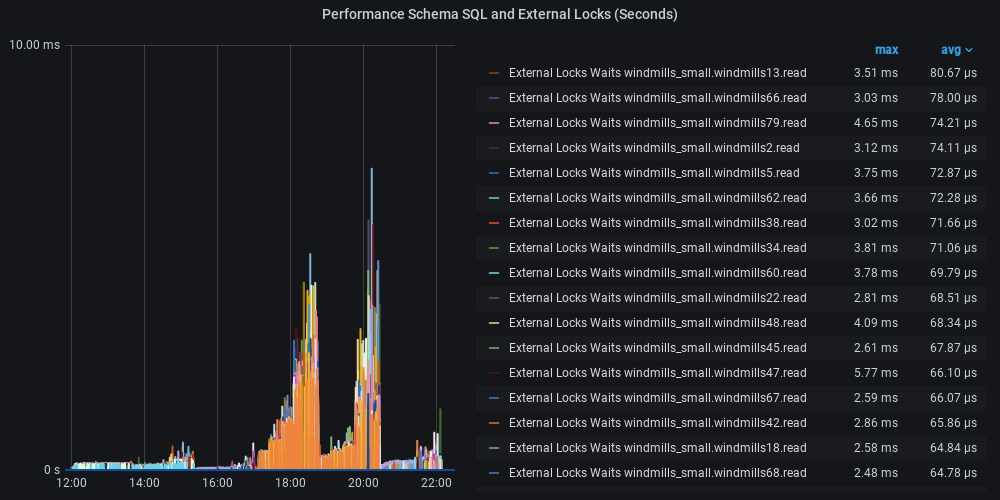 Performance Schema SQL and External Locks (Seconds)
10.00 ms
0 s
12:00 14:00 16:00 18:00 20:00 22:00
max avg
External Locks Waits windmills_small.windmills13.read 3.51 ms 80.67 µs
External Locks Waits windmills_small.windmills66.read 3.03 ms 78.00 µs
External Locks Waits windmills_small.windmills79.read 4.65 ms 74.21 µs
External Locks Waits windmills_small.windmills2.read 3.12 ms 74.11 µs
External Locks Waits windmills_small.windmills5.read 3.75 ms 72.87 µs
External Locks Waits windmills_small.windmills62.read 3.66 ms 72.28 µs
External Locks Waits windmills_small.windmills38.read 3.02 ms 71.66 µs
External Locks Waits windmills_small.windmills34.read 3.81 ms 71.06 µs
External Locks Waits windmills_small.windmills60.read 3.78 ms 69.79 µs
External Locks Waits windmills_small.windmills22.read 2.81 ms 68.51 µs
External Locks Waits windmills_small.windmills48.read 4.09 ms 68.34 µs
External Locks Waits windmills_small.windmills45.read 2.61 ms 67.87 µs
External Locks Waits windmills_small.windmills47.read 5.77 ms 66.10 µs
External Locks Waits windmills_small.windmills67.read 2.59 ms 66.07 µs
External Locks Waits windmills_small.windmills42.read 2.86 ms 65.86 µs
External Locks Waits windmills_small.windmills18.read 2.58 ms 64.84 µs
External Locks Waits windmills_small.windmills68.read 2.48 ms 64.78 µs